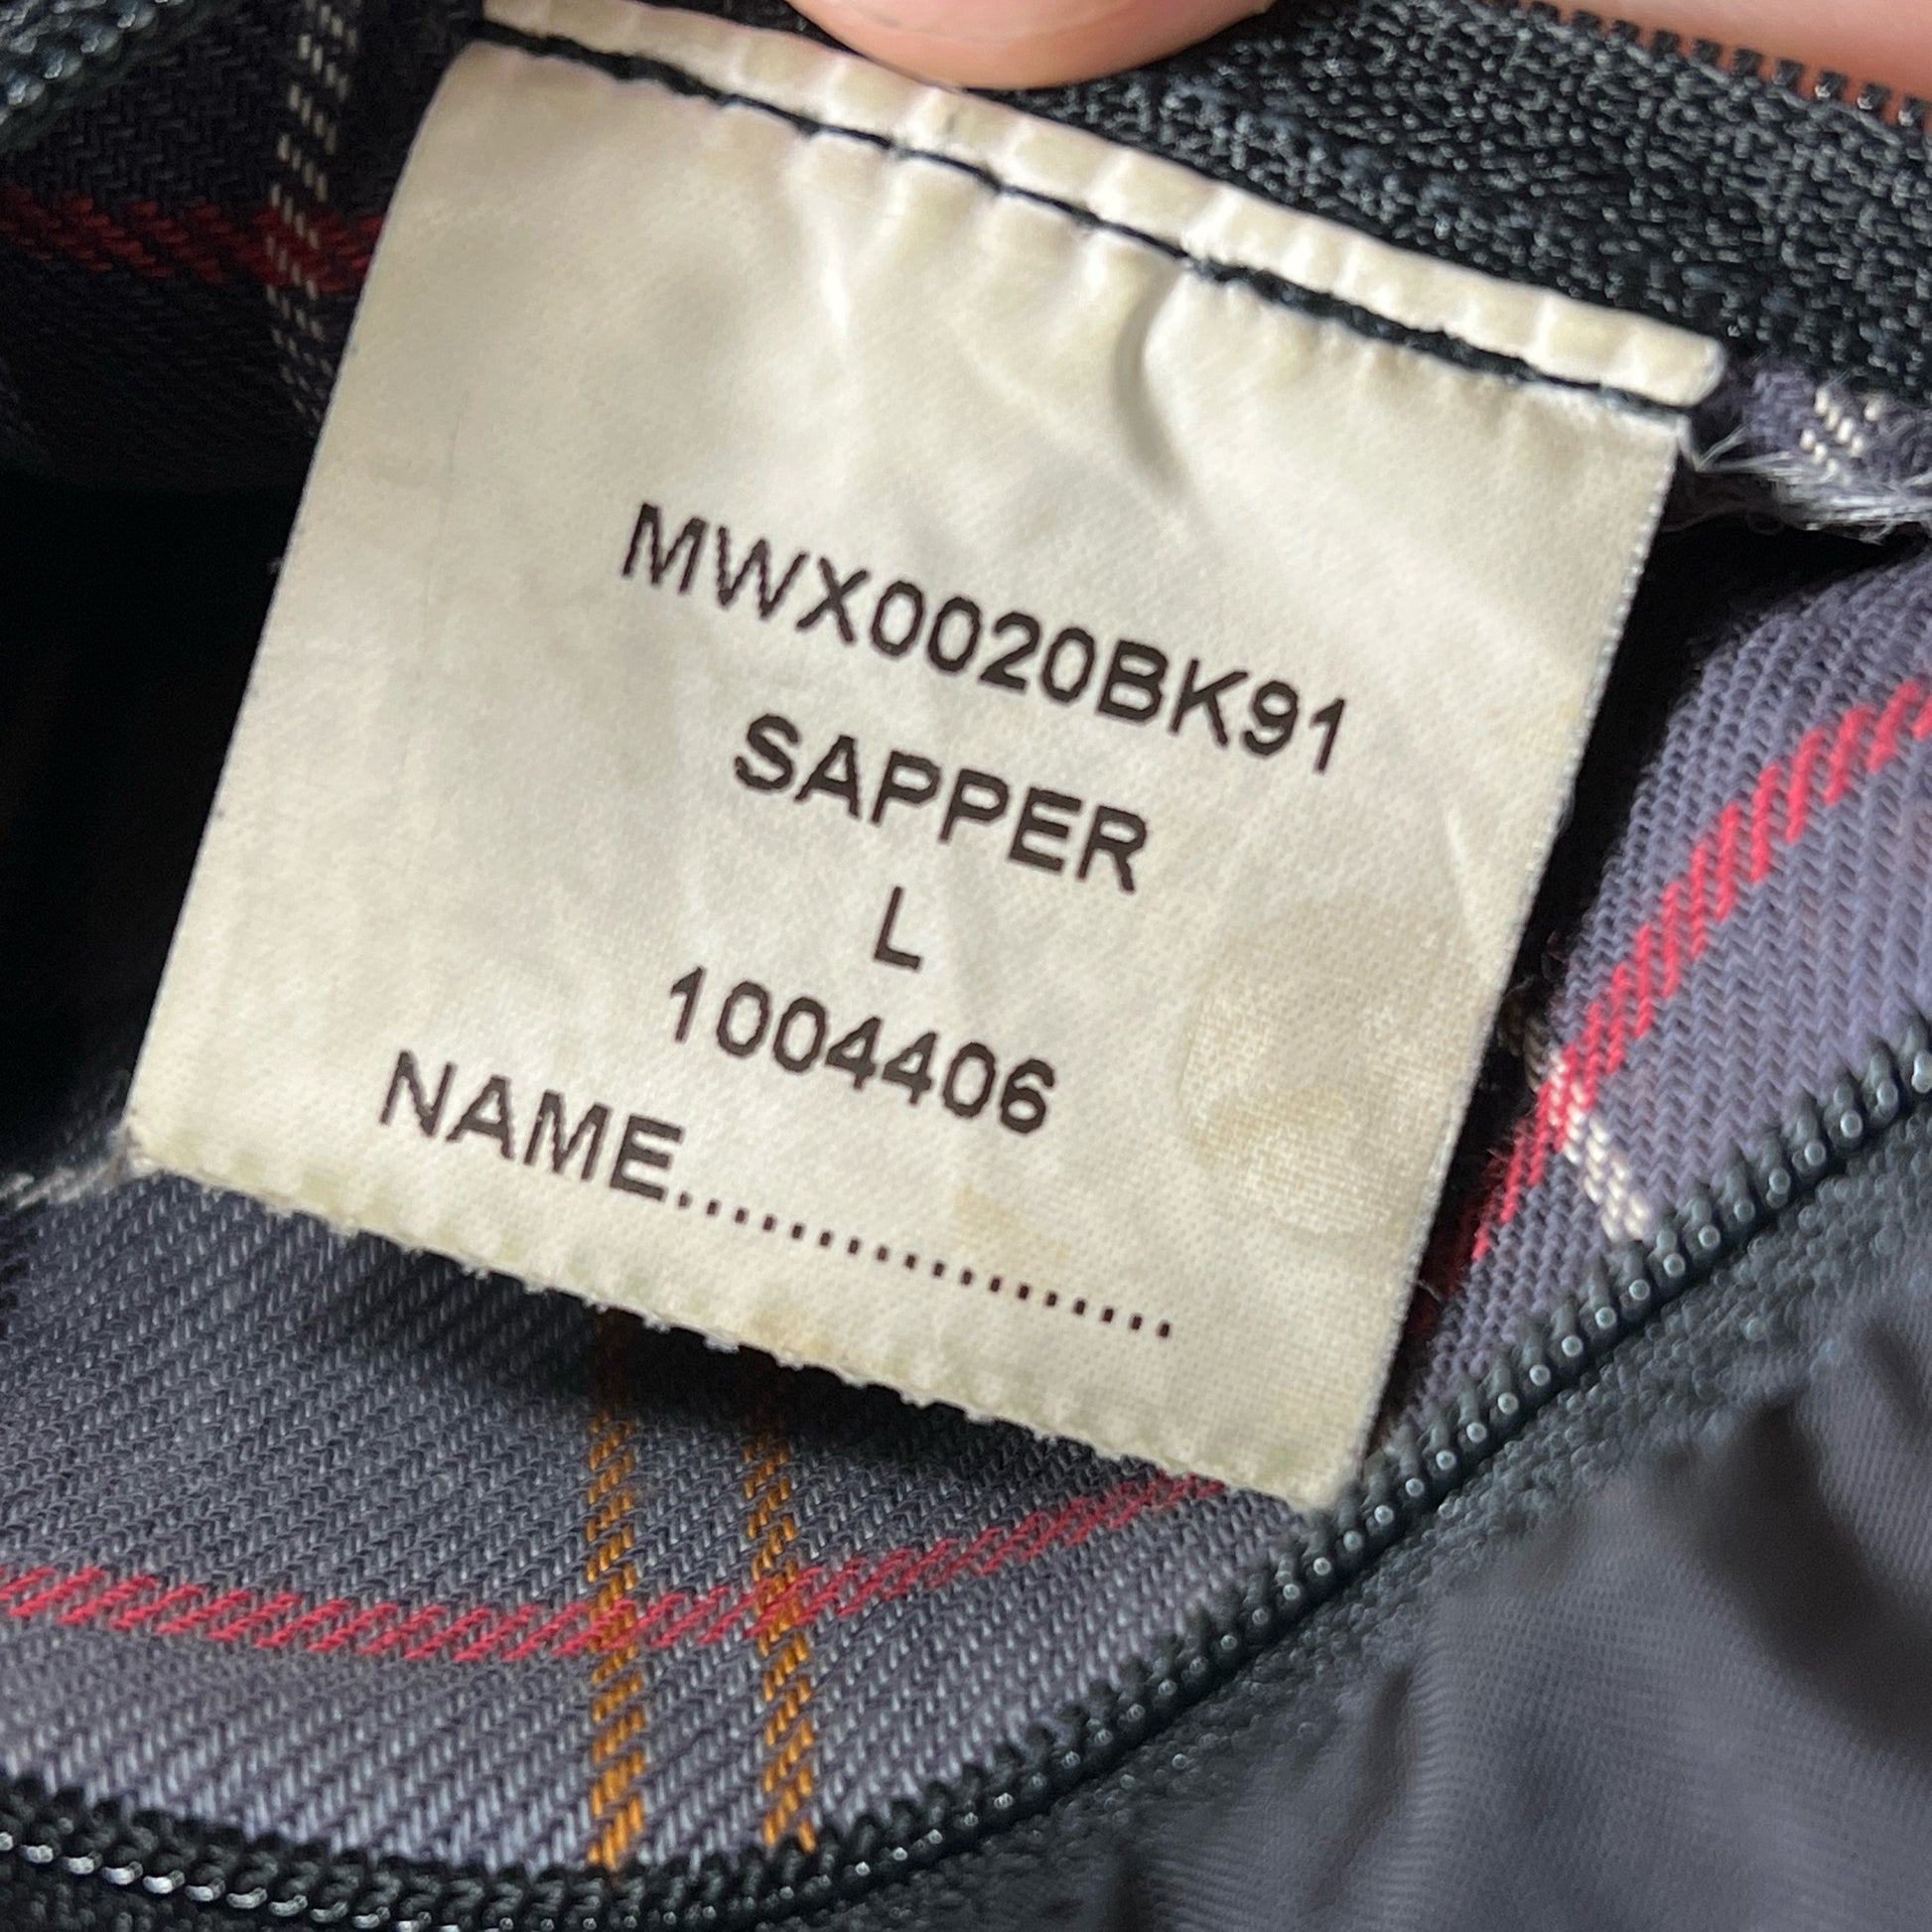 MWX0020BK91
SAPPER
L
1004406
NAME..................